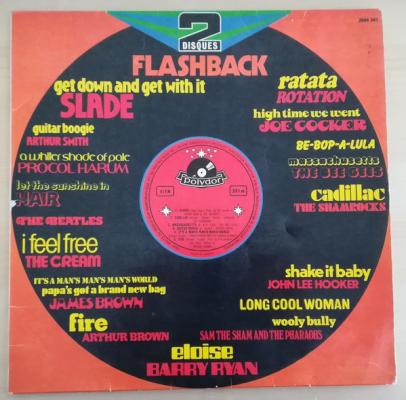 2
DISQUES
FLASHBACK
get down and get with it
SLADE
guitar boogie
ARTHUR SMITH
a whiter shade of pale
PROCOL HARUM
let the sunshine in
HAIR
THE BEATLES
i feel free
THE CREAM
IT'S A MAN'S MAN'S MAN'S WORLD
papa's got a brand new bag
JAMES BROWN
fire
ARTHUR BROWN
eloise
BARRY RYAN
ratata
ROTATION
high time we went
JOE COCKER
BE-BOP-A-LULA
massachusetts
THE BEE GEES
cadillac
THE SHAMROCKS
shake it baby
JOHN LEE HOOKER
LONG COOL WOMAN
wooly bully
SAM THE SHAM AND THE PHARAOHS
polydor